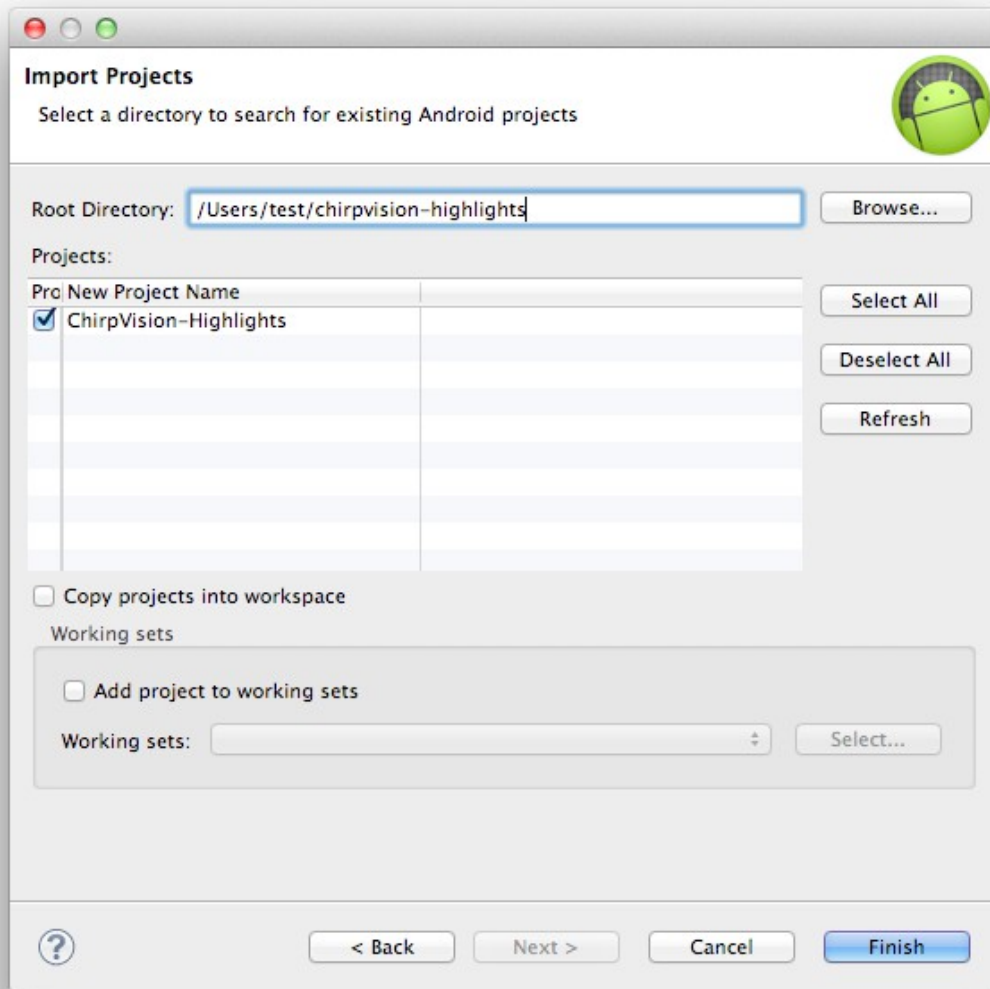 Import Projects
Select a directory to search for existing Android projects
Root Directory: /Users/test/chirpvision-highlights Browse...
Projects:
Pro New Project Name
ChirpVision-Highlights
Select All
Deselect All
Refresh
Copy projects into workspace
Working sets
Add project to working sets
Working sets: Select...
? < Back Next > Cancel Finish